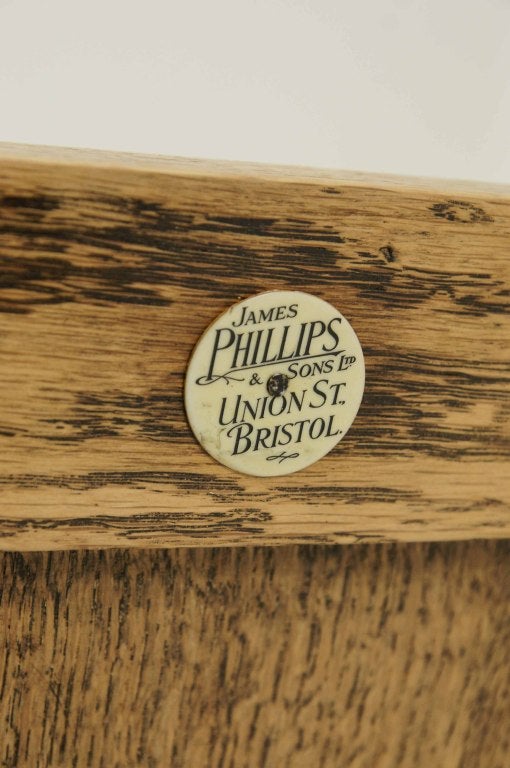 JAMES
PHILLIPS
& SONS LTD
UNION ST.
BRISTOL.